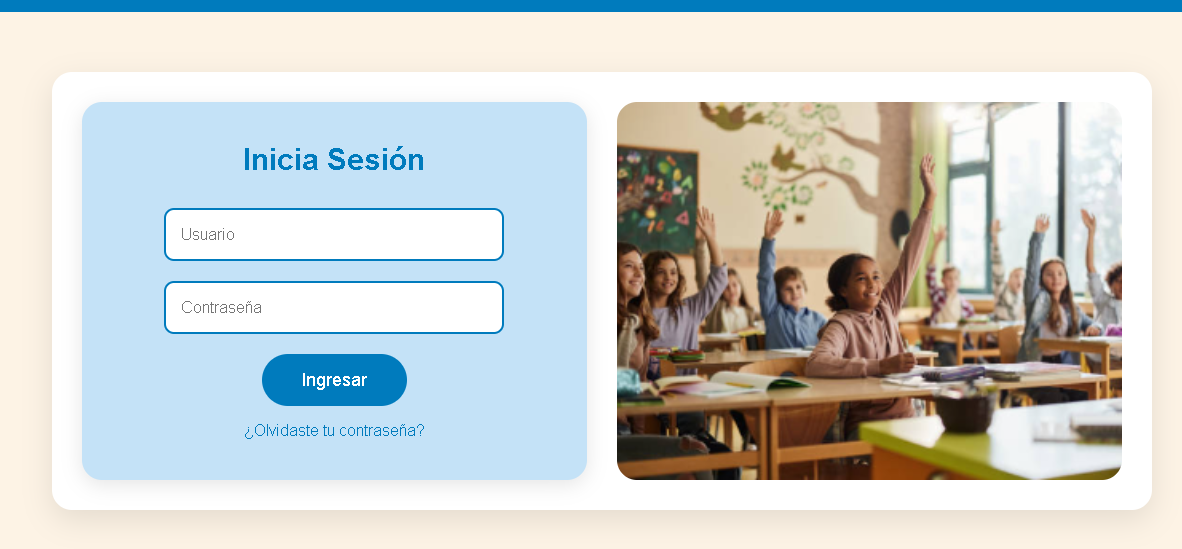 Inicia Sesión
Usuario
Contraseña
Ingresar
¿Olvidaste tu contraseña?